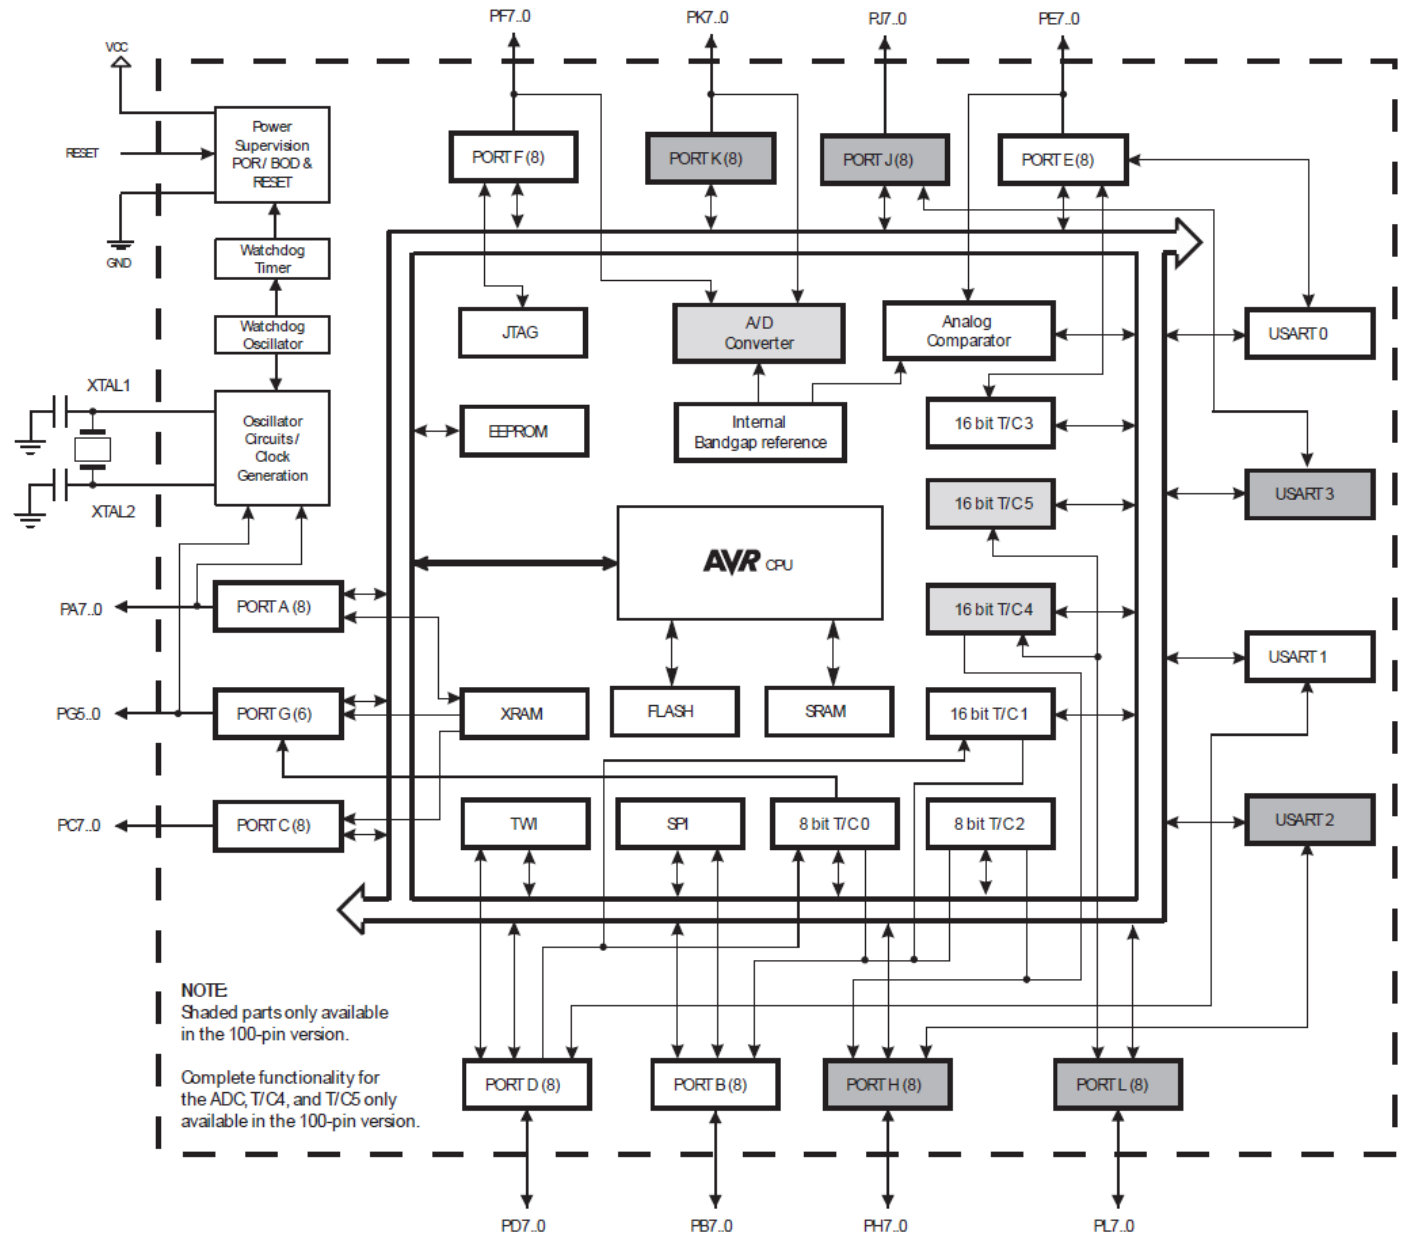 PF7..0
PK7..0
PJ7..0
PE7..0
VCC
RESET
GND
Power
Supervision
POR / BOD &
RESET
PORT F (8)
PORT K (8)
PORT J (8)
PORT E (8)
Watchdog
Timer
Watchdog
Oscillator
JTAG
A/D
Converter
Analog
Comparator
USART 0
XTAL1
Oscillator
Circuits /
Clock
Generation
XTAL2
EEPROM
Internal
Bandgap reference
16 bit T/C 3
USART 3
16 bit T/C 5
AVR CPU
PA7..0
PORT A (8)
16 bit T/C 4
USART 1
PG5..0
PORT G (6)
XRAM
FLASH
SRAM
16 bit T/C 1
PC7..0
PORT C (8)
TWI
SPI
8 bit T/C 0
8 bit T/C 2
USART 2
NOTE:
Shaded parts only available
in the 100-pin version.
Complete functionality for
the ADC, T/C4, and T/C5 only
available in the 100-pin version.
PORT D (8)
PORT B (8)
PORT H (8)
PORT L (8)
PD7..0
PB7..0
PH7..0
PL7..0